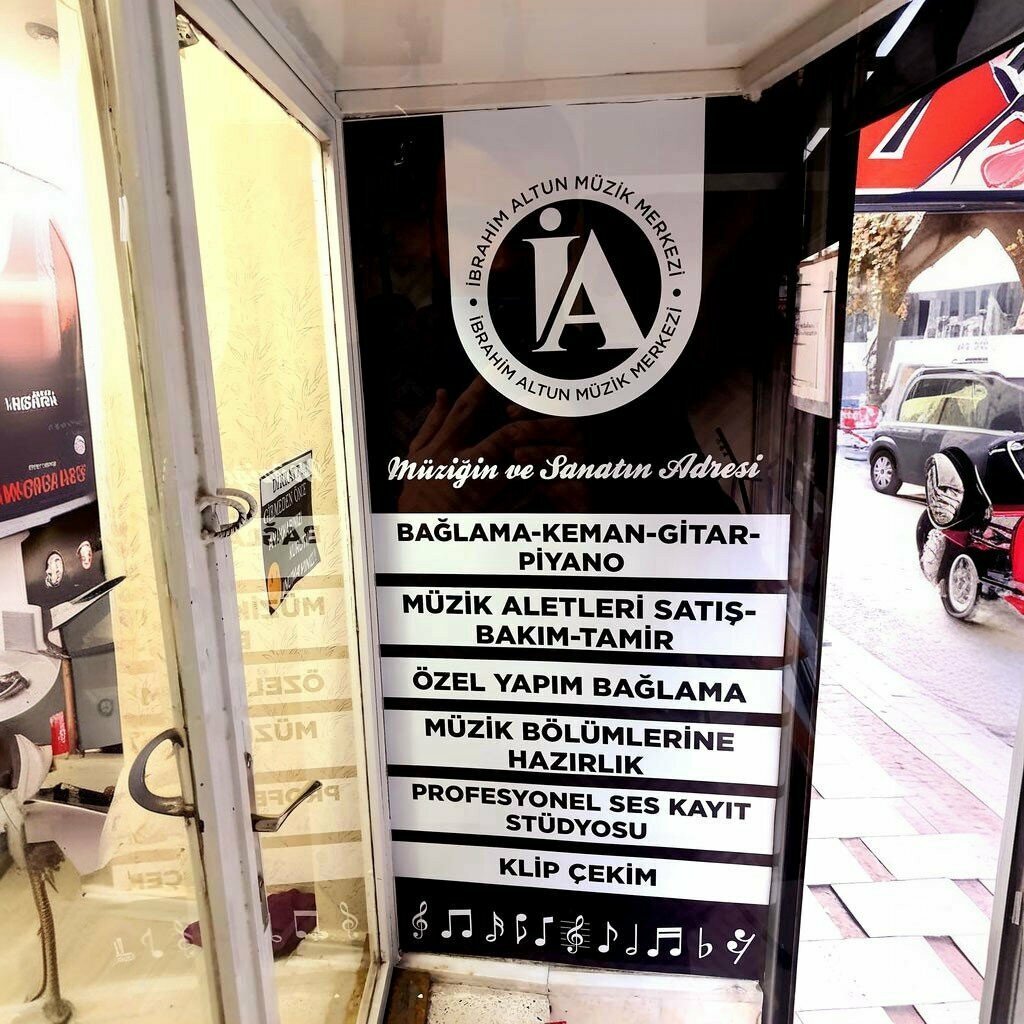 İBRAHİM ALTUN MÜZİK MERKEZİ
İA
İBRAHİM ALTUN MÜZİK MERKEZİ
Müziğin ve Sanatın Adresi
BAĞLAMA-KEMAN-GİTAR-
PİYANO
MÜZİK ALETLERİ SATIŞ-
BAKIM-TAMİR
ÖZEL YAPIM BAĞLAMA
MÜZİK BÖLÜMLERİNE
HAZIRLIK
PROFESYONEL SES KAYIT
STÜDYOSU
KLİP ÇEKİM